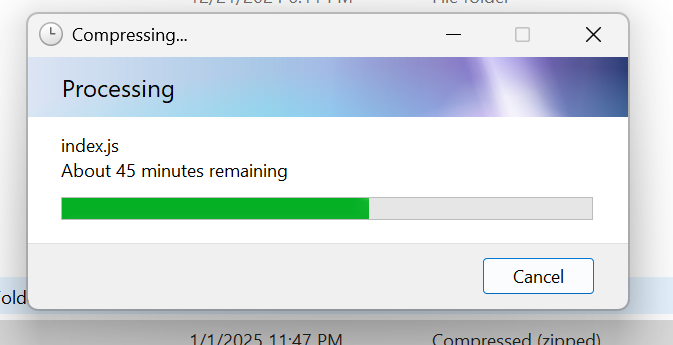 Compressing...
Processing
index.js
About 45 minutes remaining
Cancel
1/1/2025 11:47 PM Compressed (zipped)